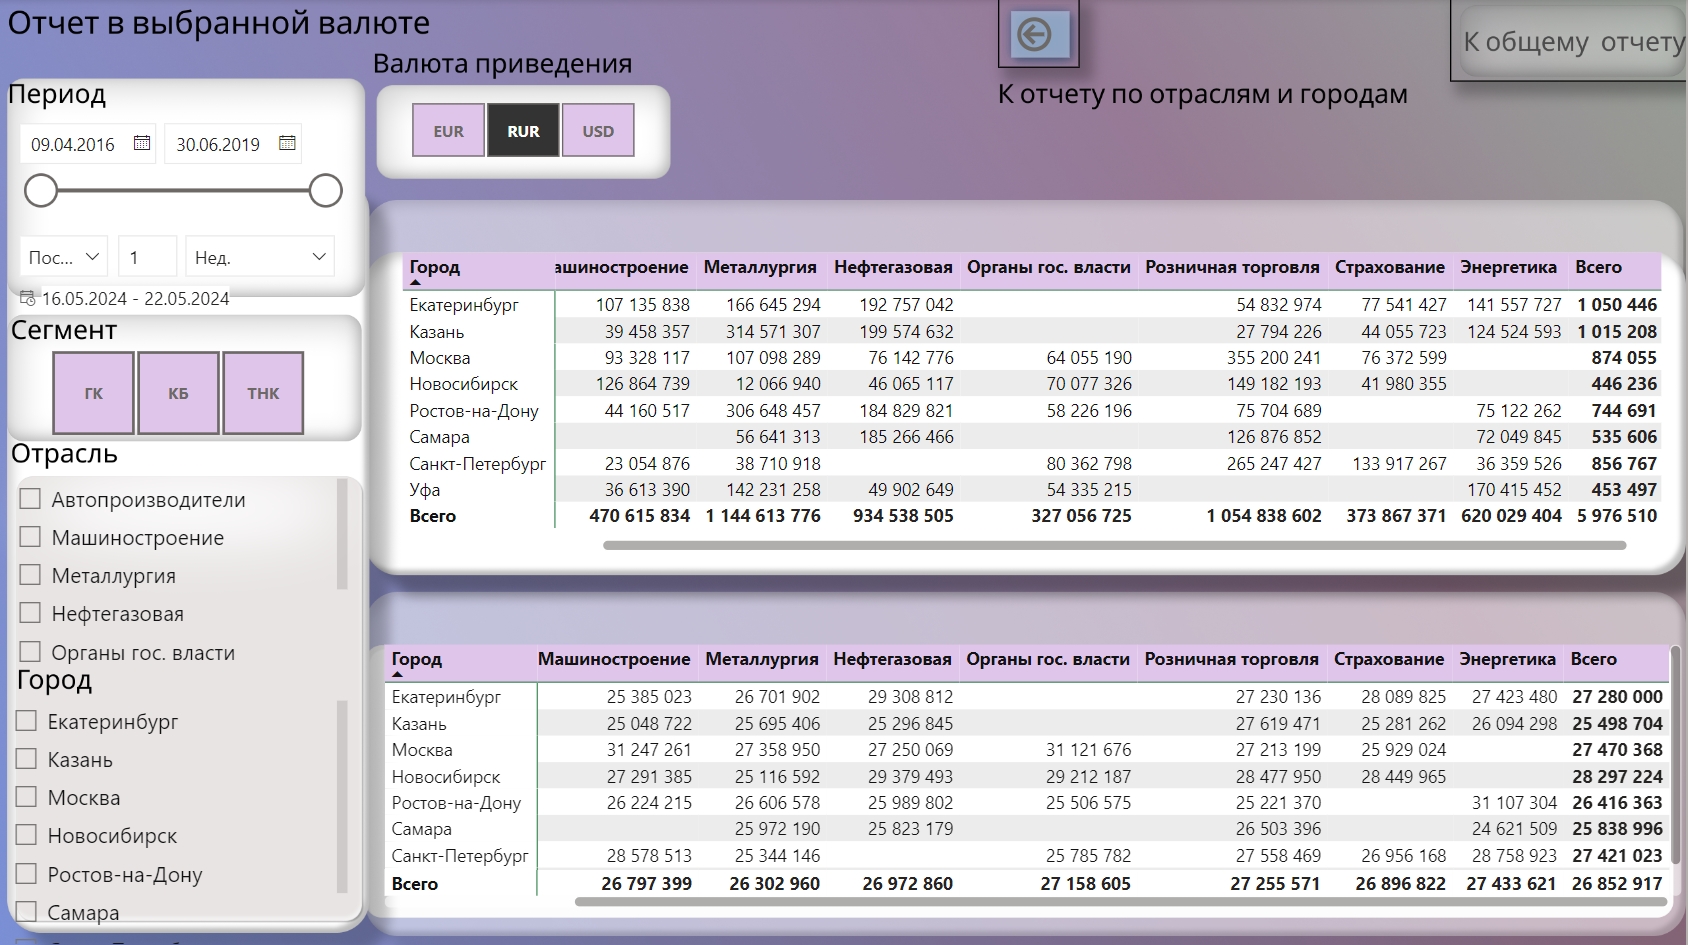 Отчет в выбранной валюте
К общему отчету
Валюта приведения
К отчету по отраслям и городам
Период
09.04.2016 30.06.2019
EUR RUR USD
Пос... 1 Нед.
16.05.2024 - 22.05.2024
Сегмент
ГК КБ ТНК
Отрасль
Автопроизводители
Машиностроение
Металлургия
Нефтегазовая
Органы гос. власти
Город
Екатеринбург
Казань
Москва
Новосибирск
Ростов-на-Дону
Самара
Город ашиностроение Металлургия Нефтегазовая Органы гос. власти Розничная торговля Страхование Энергетика Всего
Екатеринбург 107 135 838 166 645 294 192 757 042 54 832 974 77 541 427 141 557 727 1 050 446
Казань 39 458 357 314 571 307 199 574 632 27 794 226 44 055 723 124 524 593 1 015 208
Москва 93 328 117 107 098 289 76 142 776 64 055 190 355 200 241 76 372 599 874 055
Новосибирск 126 864 739 12 066 940 46 065 117 70 077 326 149 182 193 41 980 355 446 236
Ростов-на-Дону 44 160 517 306 648 457 184 829 821 58 226 196 75 704 689 75 122 262 744 691
Самара 56 641 313 185 266 466 126 876 852 72 049 845 535 606
Санкт-Петербург 23 054 876 38 710 918 80 362 798 265 247 427 133 917 267 36 359 526 856 767
Уфа 36 613 390 142 231 258 49 902 649 54 335 215 170 415 452 453 497
Всего 470 615 834 1 144 613 776 934 538 505 327 056 725 1 054 838 602 373 867 371 620 029 404 5 976 510
Город Машиностроение Металлургия Нефтегазовая Органы гос. власти Розничная торговля Страхование Энергетика Всего
Екатеринбург 25 385 023 26 701 902 29 308 812 27 230 136 28 089 825 27 423 480 27 280 000
Казань 25 048 722 25 695 406 25 296 845 27 619 471 25 281 262 26 094 298 25 498 704
Москва 31 247 261 27 358 950 27 250 069 31 121 676 27 213 199 25 929 024 27 470 368
Новосибирск 27 291 385 25 116 592 29 379 493 29 212 187 28 477 950 28 449 965 28 297 224
Ростов-на-Дону 26 224 215 26 606 578 25 989 802 25 506 575 25 221 370 31 107 304 26 416 363
Самара 25 972 190 25 823 179 26 503 396 24 621 509 25 838 996
Санкт-Петербург 28 578 513 25 344 146 25 785 782 27 558 469 26 956 168 28 758 923 27 421 023
Всего 26 797 399 26 302 960 26 972 860 27 158 605 27 255 571 26 896 822 27 433 621 26 852 917